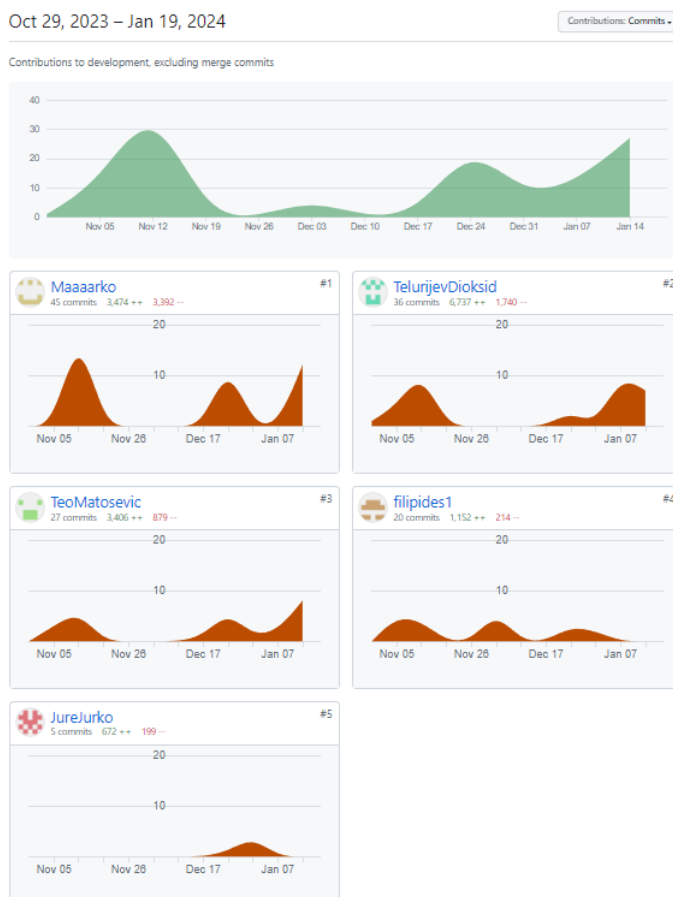 Oct 29, 2023 – Jan 19, 2024
Contributions: Commits
Contributions to development, excluding merge commits
40
30
20
10
0
Nov 05 Nov 12 Nov 19 Nov 26 Dec 03 Dec 10 Dec 17 Dec 24 Dec 31 Jan 07 Jan 14
Maaaarko #1
45 commits 3,474 ++ 3,392 --
20
10
Nov 05 Nov 26 Dec 17 Jan 07
TelurijevDioksid #2
36 commits 6,737 ++ 1,740 --
20
10
Nov 05 Nov 26 Dec 17 Jan 07
TeoMatosevic #3
27 commits 3,406 ++ 879 --
20
10
Nov 05 Nov 26 Dec 17 Jan 07
filipides1 #4
20 commits 1,152 ++ 214 --
20
10
Nov 05 Nov 26 Dec 17 Jan 07
JureJurko #5
5 commits 672 ++ 199 --
20
10
Nov 05 Nov 26 Dec 17 Jan 07